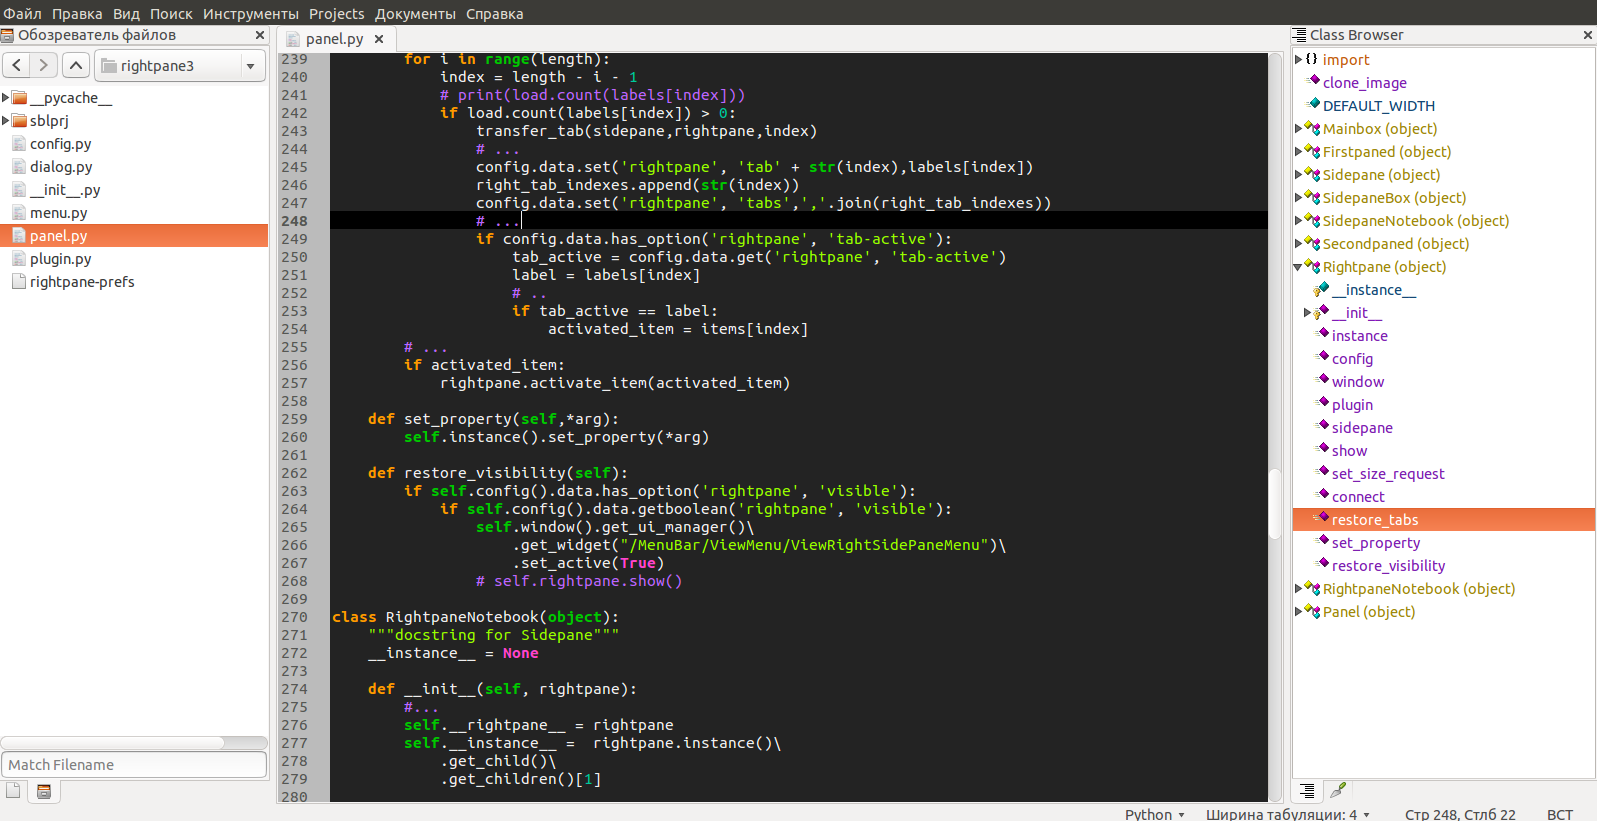 Файл Правка Вид Поиск Инструменты Projects Документы Справка
Обозреватель файлов
rightpane3
__pycache__
sblprj
config.py
dialog.py
__init__.py
menu.py
panel.py
plugin.py
rightpane-prefs
Match Filename
panel.py
239 for i in range(length):
240 index = length - i - 1
241 # print(load.count(labels[index]))
242 if load.count(labels[index]) > 0:
243 transfer_tab(sidepane,rightpane,index)
244 # ...
245 config.data.set('rightpane', 'tab' + str(index),labels[index])
246 right_tab_indexes.append(str(index))
247 config.data.set('rightpane', 'tabs',','.join(right_tab_indexes))
248 # ...
249 if config.data.has_option('rightpane', 'tab-active'):
250 tab_active = config.data.get('rightpane', 'tab-active')
251 label = labels[index]
252 # ..
253 if tab_active == label:
254 activated_item = items[index]
255 # ...
256 if activated_item:
257 rightpane.activate_item(activated_item)
258
259 def set_property(self,*arg):
260 self.instance().set_property(*arg)
261
262 def restore_visibility(self):
263 if self.config().data.has_option('rightpane', 'visible'):
264 if self.config().data.getboolean('rightpane', 'visible'):
265 self.window().get_ui_manager()\
266 .get_widget("/MenuBar/ViewMenu/ViewRightSidePaneMenu")\
267 .set_active(True)
268 # self.rightpane.show()
269
270 class RightpaneNotebook(object):
271 """docstring for Sidepane"""
272 __instance__ = None
273
274 def __init__(self, rightpane):
275 #...
276 self.__rightpane__ = rightpane
277 self.__instance__ =  rightpane.instance()\
278 .get_child()\
279 .get_children()[1]
280
Class Browser
{} import
clone_image
DEFAULT_WIDTH
Mainbox (object)
Firstpaned (object)
Sidepane (object)
SidepaneBox (object)
SidepaneNotebook (object)
Secondpaned (object)
Rightpane (object)
__instance__
__init__
instance
config
window
plugin
sidepane
show
set_size_request
connect
restore_tabs
set_property
restore_visibility
RightpaneNotebook (object)
Panel (object)
Python Ширина табуляции: 4 Стр 248, Стлб 22 ВСТ